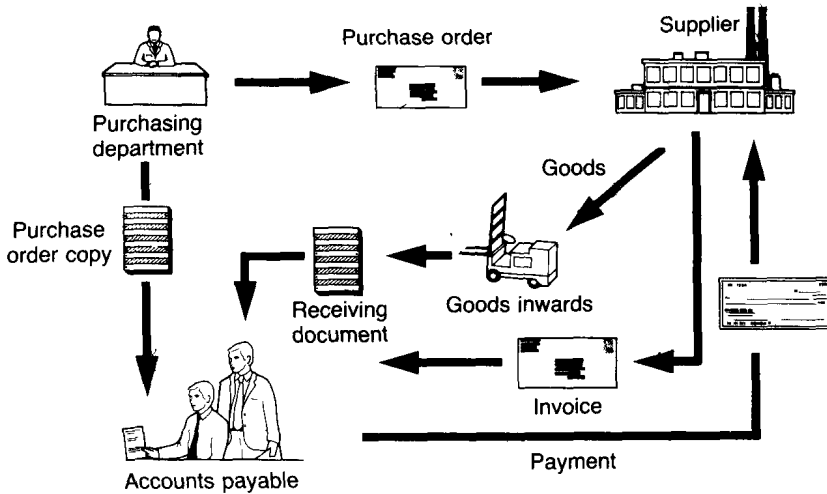 Purchase order
Supplier
Purchasing
department
Goods
Purchase
order copy
Receiving
document
Goods inwards
Invoice
Payment
Accounts payable